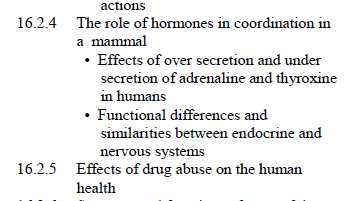 actions
16.2.4 The role of hormones in coordination in
a mammal
• Effects of over secretion and under
secretion of adrenaline and thyroxine
in humans
• Functional differences and
similarities between endocrine and
nervous systems
16.2.5 Effects of drug abuse on the human
health